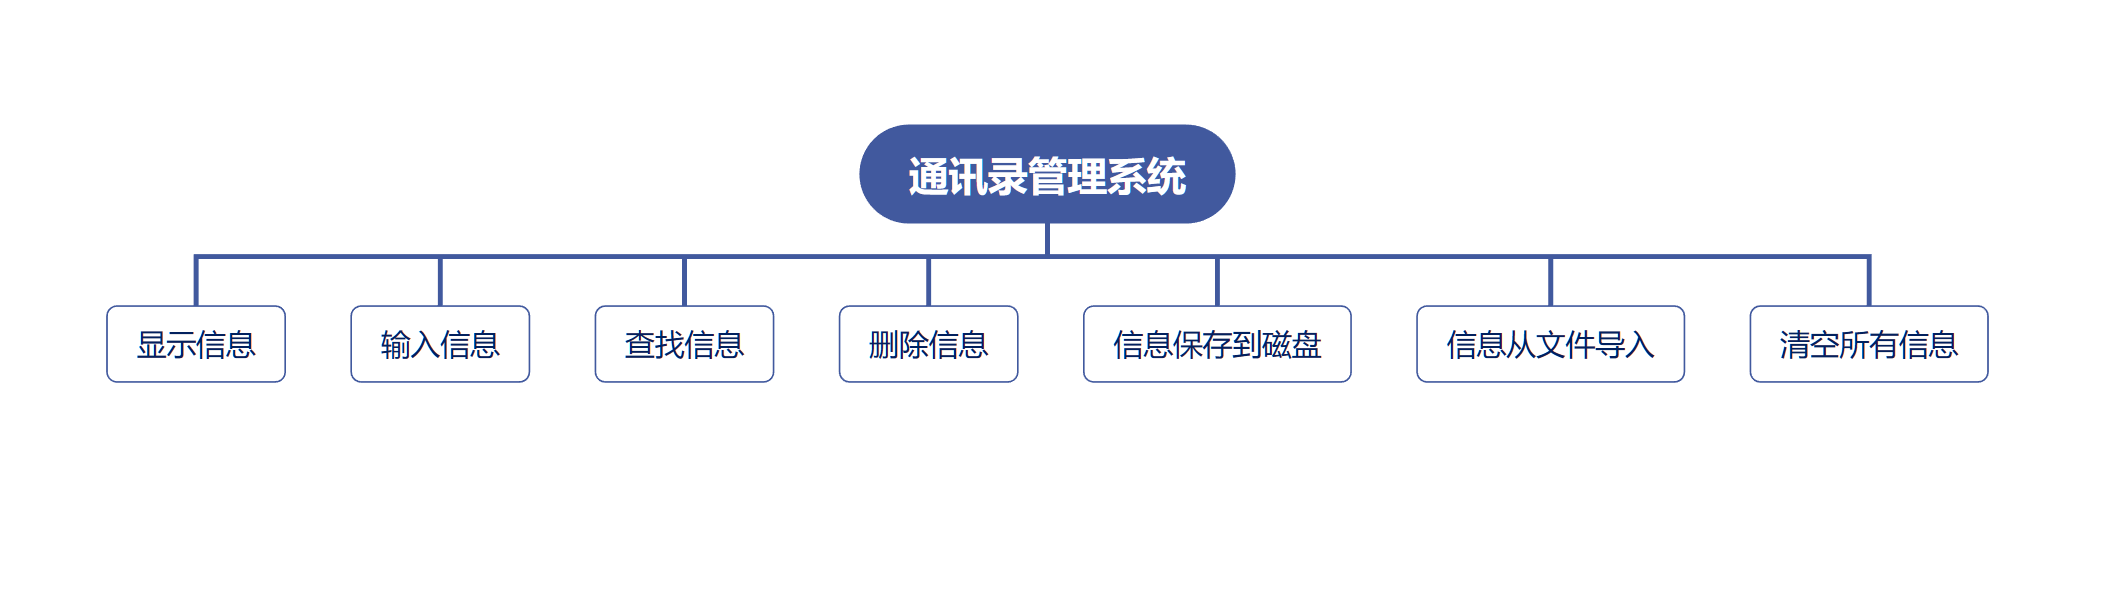 通讯录管理系统
显示信息
输入信息
查找信息
删除信息
信息保存到磁盘
信息从文件导入
清空所有信息